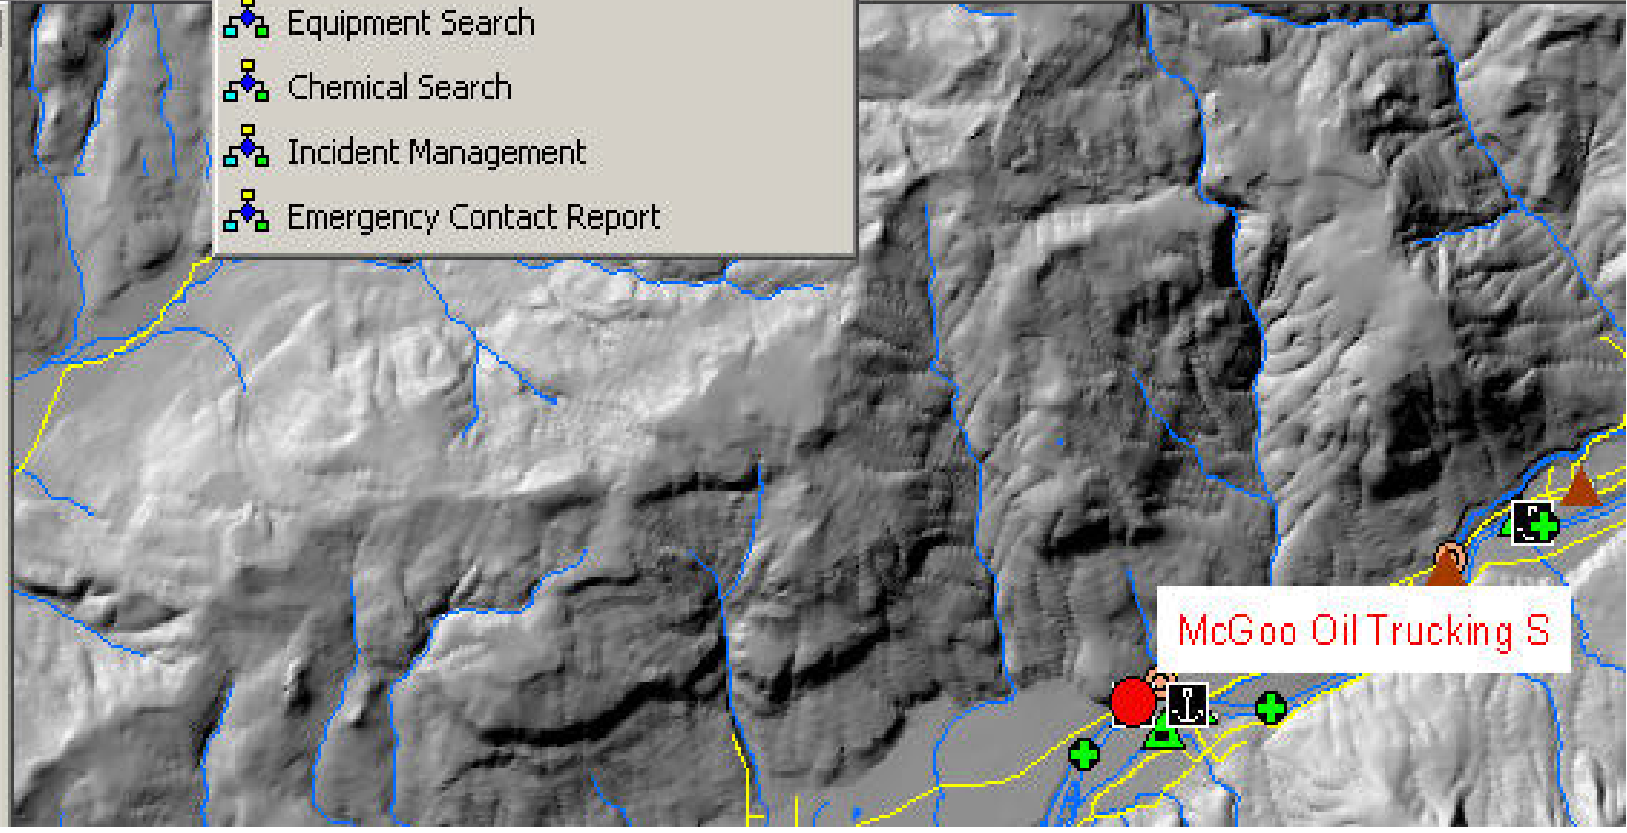 Equipment Search
Chemical Search
Incident Management
Emergency Contact Report
McGoo Oil Trucking S